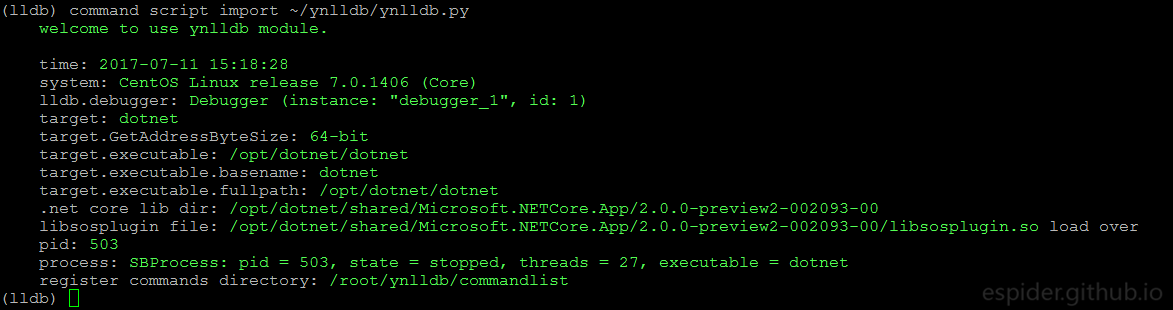 (lldb) command script import ~/ynlldb/ynlldb.py
welcome to use ynlldb module.
time: 2017-07-11 15:18:28
system: CentOS Linux release 7.0.1406 (Core)
lldb.debugger: Debugger (instance: "debugger_1", id: 1)
target: dotnet
target.GetAddressByteSize: 64-bit
target.executable: /opt/dotnet/dotnet
target.executable.basename: dotnet
target.executable.fullpath: /opt/dotnet/dotnet
.net core lib dir: /opt/dotnet/shared/Microsoft.NETCore.App/2.0.0-preview2-002093-00
libsosplugin file: /opt/dotnet/shared/Microsoft.NETCore.App/2.0.0-preview2-002093-00/libsosplugin.so load over
pid: 503
process: SBProcess: pid = 503, state = stopped, threads = 27, executable = dotnet
register commands directory: /root/ynlldb/commandlist
(lldb)
espider.github.io